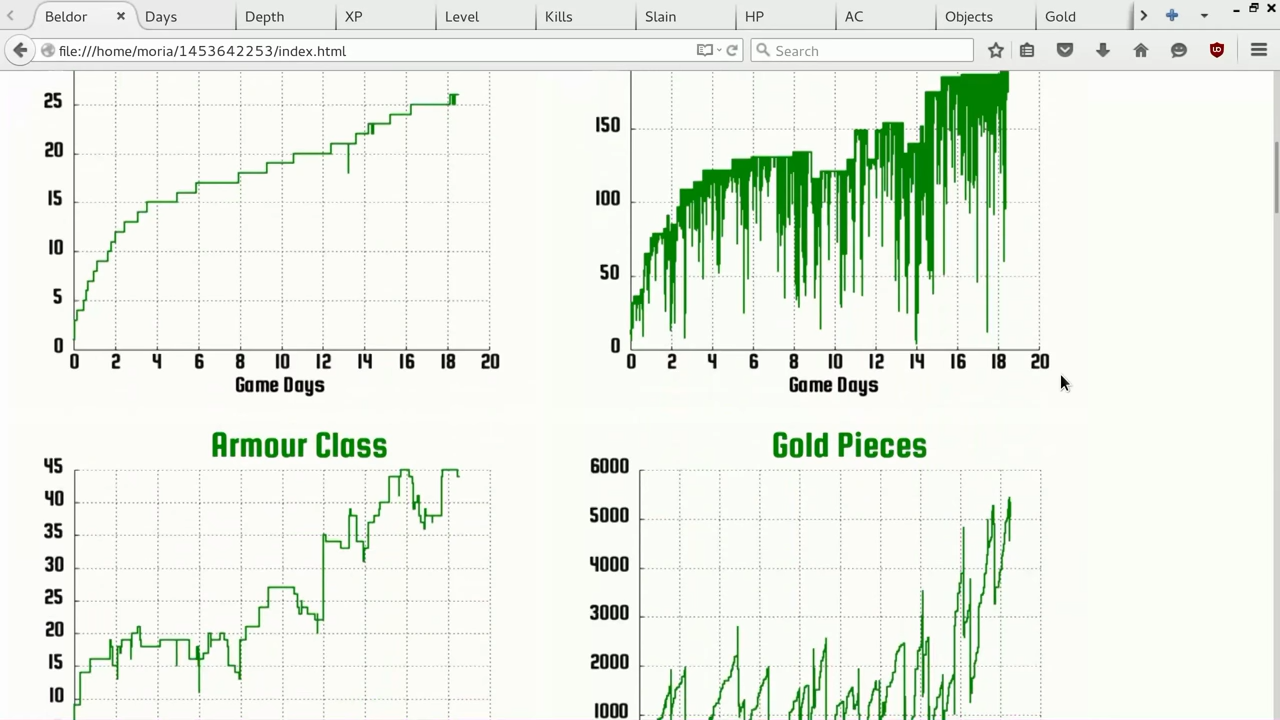 Beldor Days Depth XP Level Kills Slain HP AC Objects Gold
file:///home/moria/1453642253/index.html
Search
25
20
15
10
5
0
0 2 4 6 8 10 12 14 16 18 20
Game Days
150
100
50
0
0 2 4 6 8 10 12 14 16 18 20
Game Days
Armour Class
45
40
35
30
25
20
15
10
Gold Pieces
6000
5000
4000
3000
2000
1000